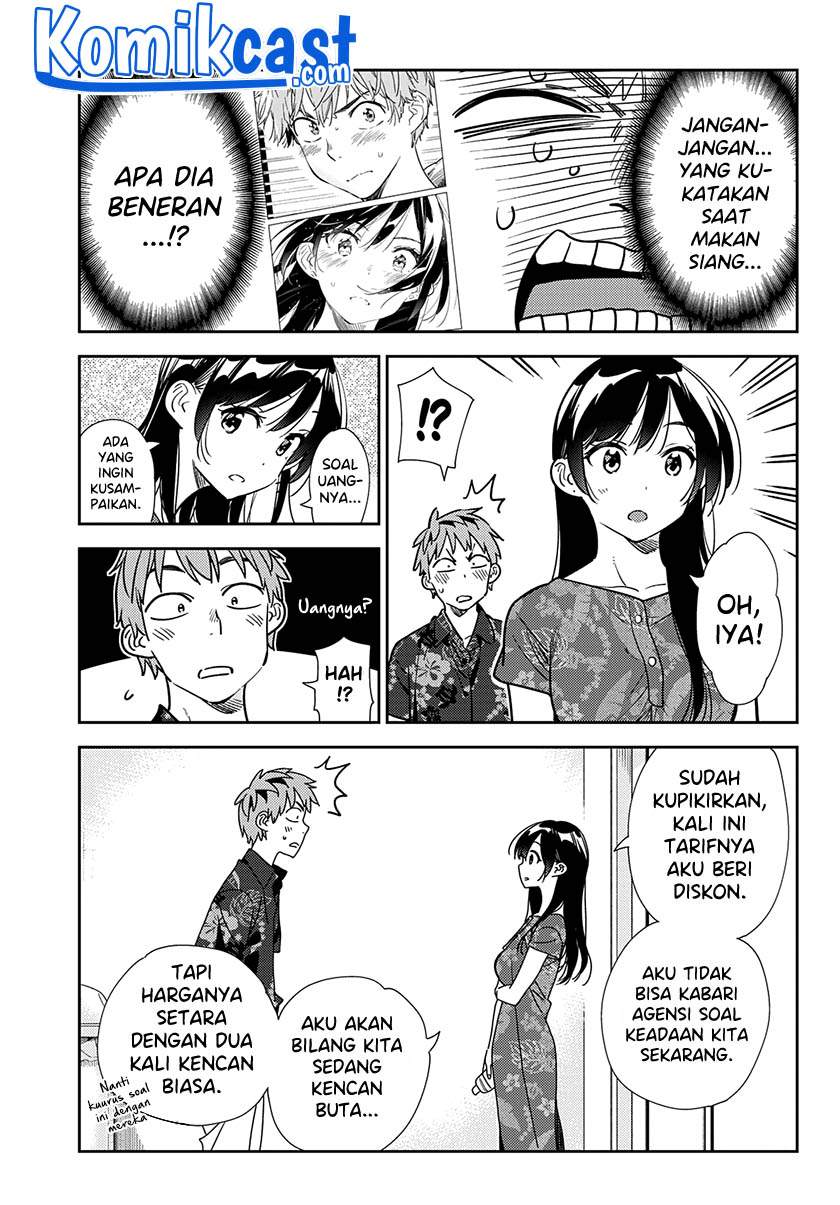 Komikcast
.com
JANGAN-
JANGAN...
YANG KU-
KATAKAN
SAAT
MAKAN
SIANG...
APA DIA
BENERAN
...!?
OH,
IYA!
!?
SOAL
UANG-
NYA...
ADA
YANG
INGIN
KUSAM-
PAIKAN.
Uangnya?
HAH
!?
SUDAH
KUPIKIRKAN,
KALI INI
TARIFNYA
AKU BERI
DISKON.
AKU TIDAK
BISA KABARI
AGENSI SOAL
KEADAAN KITA
SEKARANG.
AKU AKAN
BILANG KITA
SEDANG
KENCAN
BUTA...
TAPI
HARGANYA
SETARA
DENGAN DUA
KALI KENCAN
BIASA.
Nanti
kuurus soal
ini dengan
mereka